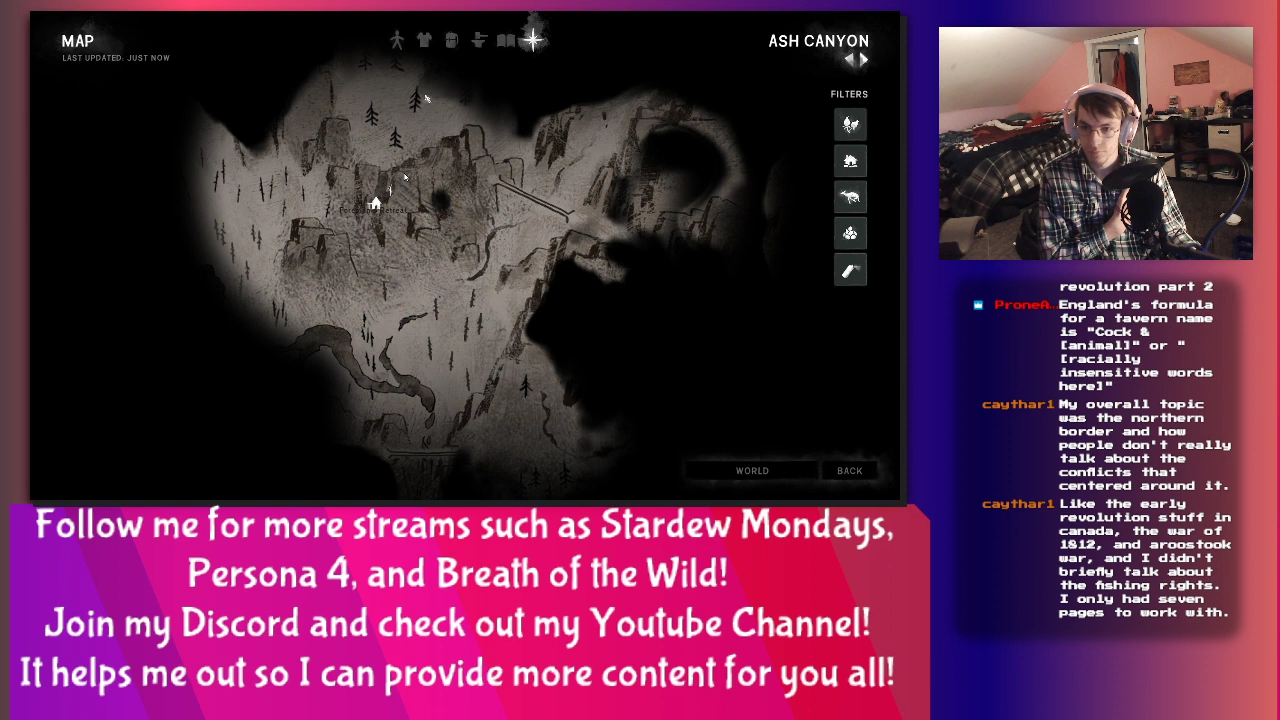 MAP
LAST UPDATED: JUST NOW
ASH CANYON
FILTERS
WORLD
BACK
Follow me for more streams such as Stardew Mondays,
Persona 4, and Breath of the Wild!
Join my Discord and check out my Youtube Channel!
It helps me out so I can provide more content for you all!
revolution part 2
ProneA.. England's formula
for a tavern name
is "Cock &
[animal]" or "
[racially
insensitive words
here]"
caythar1 My overall topic
was the northern
border and how
people don't really
talk about the
conflicts that
centered around it.
caythar1 Like the early
revolution stuff in
canada, the war of
1812, and aroostook
war, and I didn't
briefly talk about
the fishing rights.
I only had seven
pages to work with.